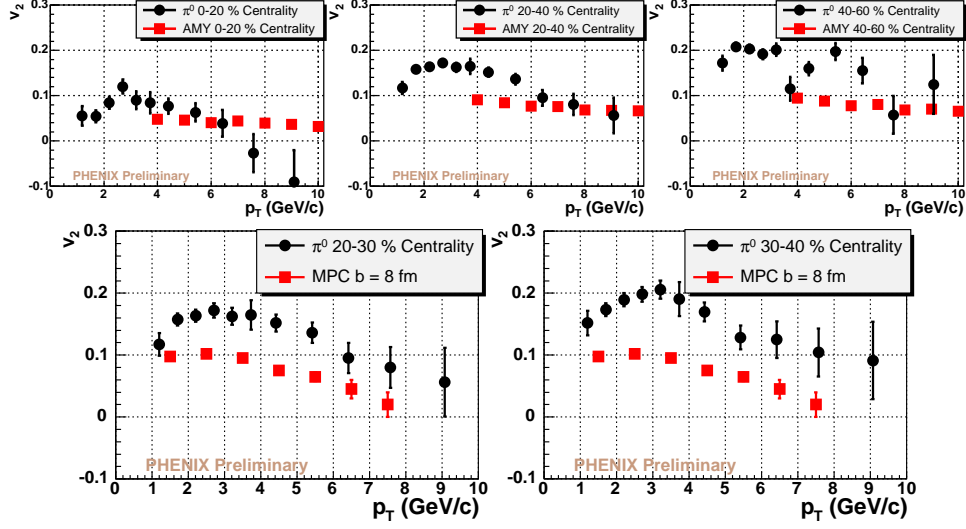 v2
π0 0-20 % Centrality
AMY 0-20 % Centrality
0.2
0.1
0
-0.1
PHENIX Preliminary
0 2 4 6 8 10
pT (GeV/c)
v2
π0 20-40 % Centrality
AMY 20-40 % Centrality
0.2
0.1
0
-0.1
PHENIX Preliminary
0 2 4 6 8 10
pT (GeV/c)
v2
0.3
π0 40-60 % Centrality
AMY 40-60 % Centrality
0.2
0.1
0
-0.1
PHENIX Preliminary
0 2 4 6 8 10
pT (GeV/c)
v2
0.3
π0 20-30 % Centrality
MPC b = 8 fm
0.2
0.1
0
-0.1
PHENIX Preliminary
0 1 2 3 4 5 6 7 8 9 10
pT (GeV/c)
v2
0.3
π0 30-40 % Centrality
MPC b = 8 fm
0.2
0.1
0
-0.1
PHENIX Preliminary
0 1 2 3 4 5 6 7 8 9 10
pT (GeV/c)